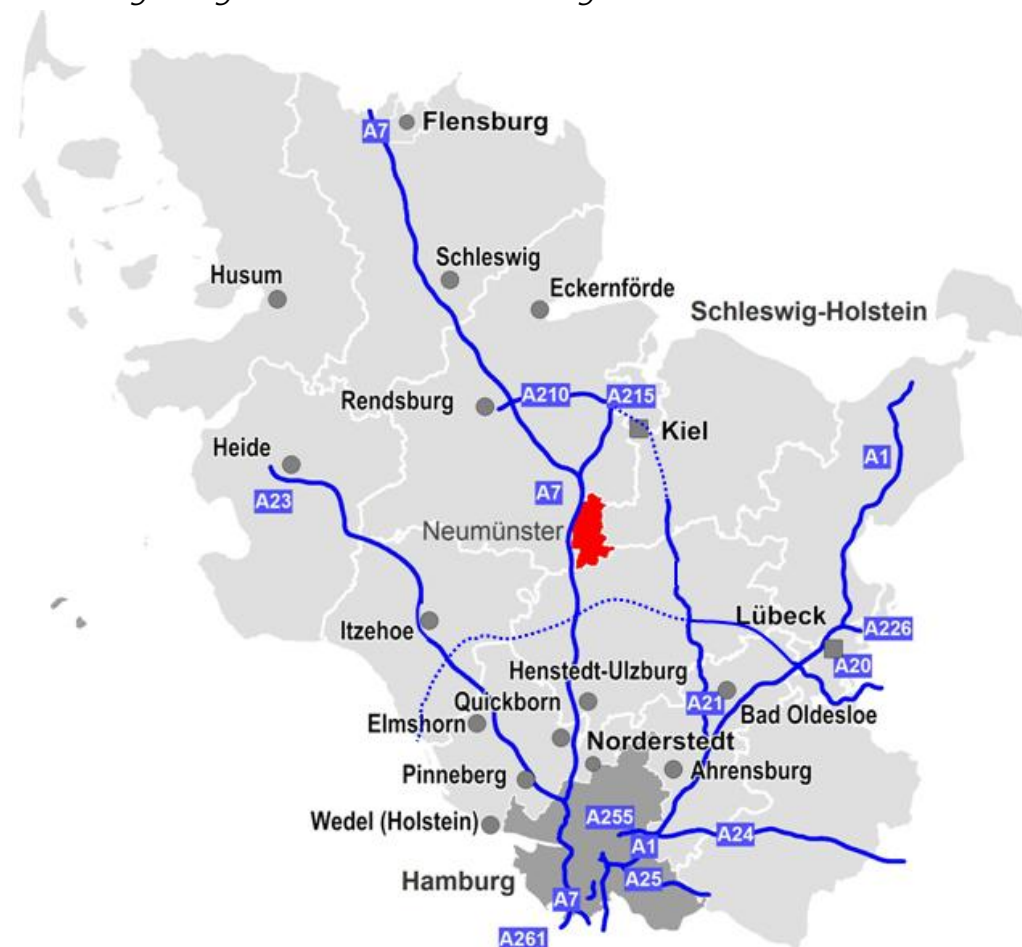 Flensburg
A7
Schleswig
Husum
Eckernförde
Schleswig-Holstein
A210
A215
Rendsburg
Kiel
Heide
A1
A23
A7
Neumünster
Lübeck
A226
Itzehoe
A20
Henstedt-Ulzburg
Quickborn
A21
Bad Oldesloe
Elmshorn
Norderstedt
Pinneberg
Ahrensburg
Wedel (Holstein)
A255
A24
A1
Hamburg
A25
A7
A261